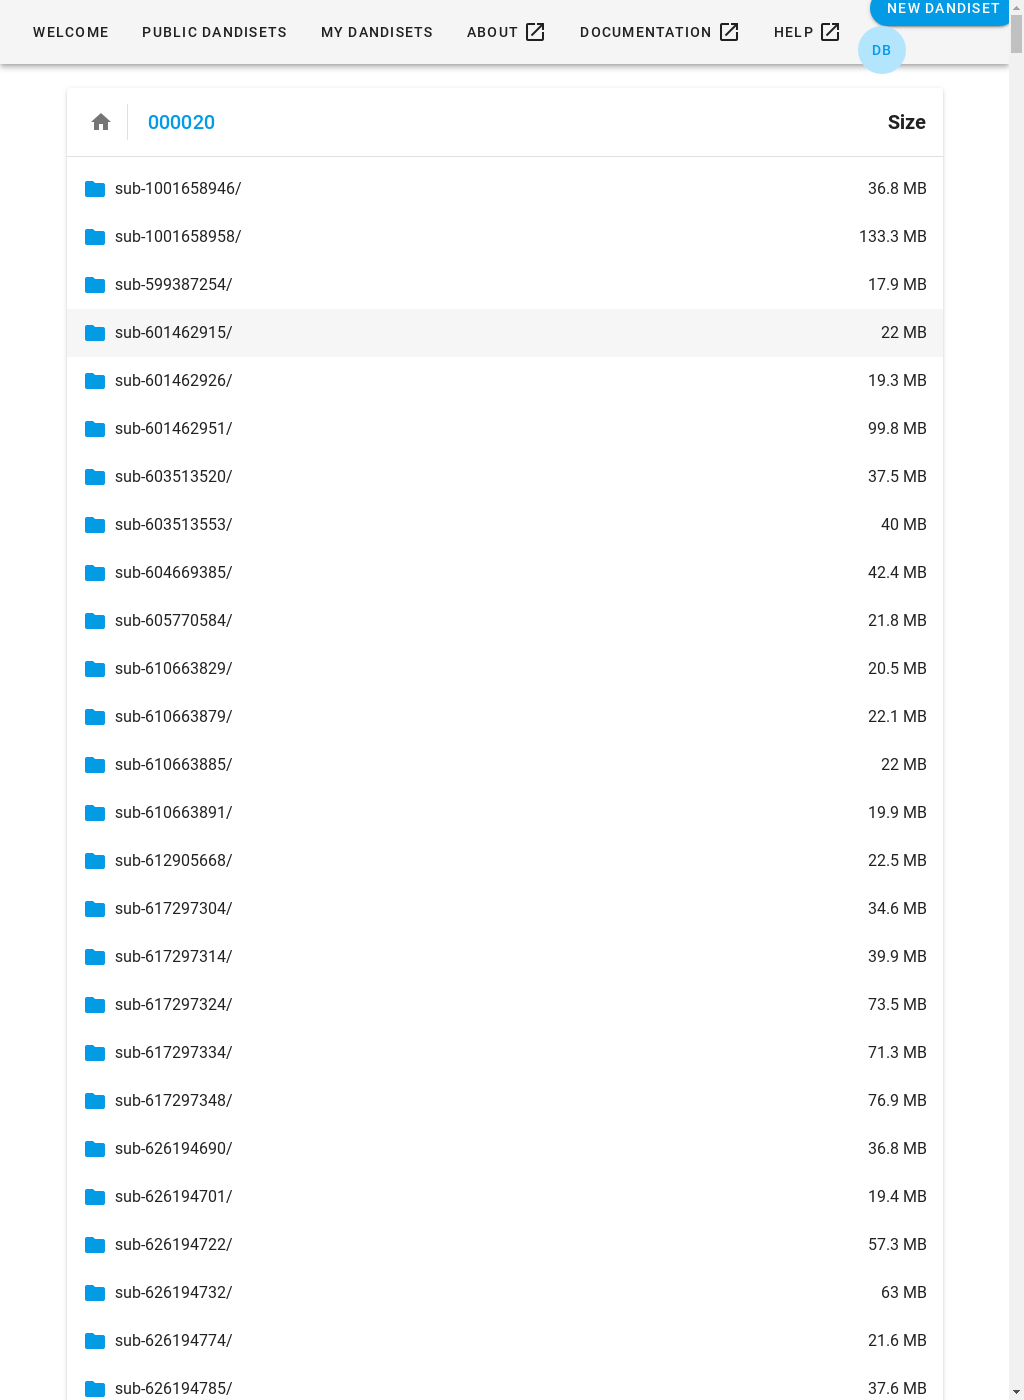 WELCOME PUBLIC DANDISETS MY DANDISETS ABOUT DOCUMENTATION HELP NEW DANDISET
DB
000020 Size
sub-1001658946/ 36.8 MB
sub-1001658958/ 133.3 MB
sub-599387254/ 17.9 MB
sub-601462915/ 22 MB
sub-601462926/ 19.3 MB
sub-601462951/ 99.8 MB
sub-603513520/ 37.5 MB
sub-603513553/ 40 MB
sub-604669385/ 42.4 MB
sub-605770584/ 21.8 MB
sub-610663829/ 20.5 MB
sub-610663879/ 22.1 MB
sub-610663885/ 22 MB
sub-610663891/ 19.9 MB
sub-612905668/ 22.5 MB
sub-617297304/ 34.6 MB
sub-617297314/ 39.9 MB
sub-617297324/ 73.5 MB
sub-617297334/ 71.3 MB
sub-617297348/ 76.9 MB
sub-626194690/ 36.8 MB
sub-626194701/ 19.4 MB
sub-626194722/ 57.3 MB
sub-626194732/ 63 MB
sub-626194774/ 21.6 MB
sub-626194785/ 37.6 MB